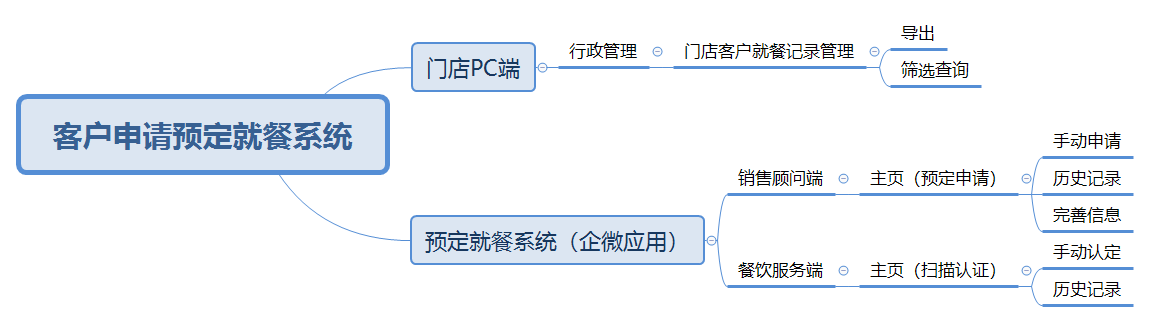 客户申请预定就餐系统
门店PC端
行政管理
门店客户就餐记录管理
导出
筛选查询
预定就餐系统（企微应用）
销售顾问端
主页（预定申请）
手动申请
历史记录
完善信息
餐饮服务端
主页（扫描认证）
手动认定
历史记录